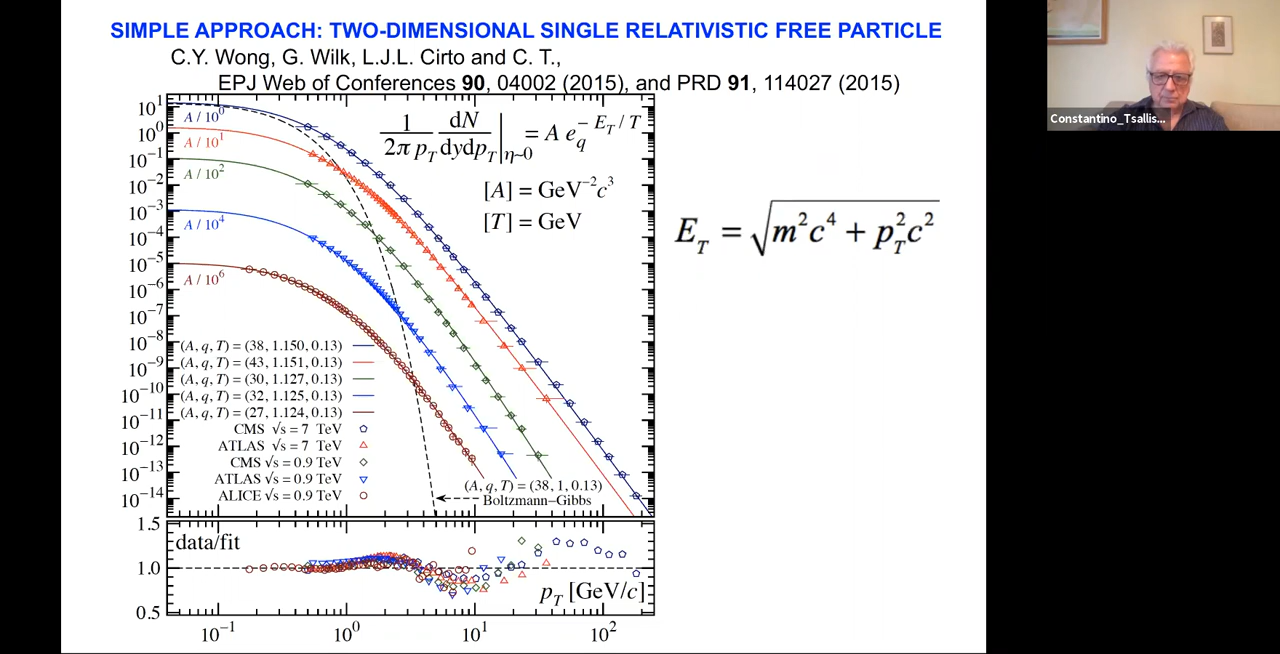 SIMPLE APPROACH: TWO-DIMENSIONAL SINGLE RELATIVISTIC FREE PARTICLE
C.Y. Wong, G. Wilk, L.J.L. Cirto and C. T.,
EPJ Web of Conferences 90, 04002 (2015), and PRD 91, 114027 (2015)
10^1
10^0
10^-1
10^-2
10^-3
10^-4
10^-5
10^-6
10^-7
10^-8
10^-9
10^-10
10^-11
10^-12
10^-13
10^-14
A / 10^0
A / 10^1
A / 10^2
A / 10^4
A / 10^6
1/(2π p_T) dN/(dydp_T)|_η~0 = A e_q^(- E_T / T)
[A] = GeV^-2 c^3
[T] = GeV
E_T = √(m^2c^4 + p_T^2c^2)
(A, q, T) = (38, 1.150, 0.13)
(A, q, T) = (43, 1.151, 0.13)
(A, q, T) = (30, 1.127, 0.13)
(A, q, T) = (32, 1.125, 0.13)
(A, q, T) = (27, 1.124, 0.13)
CMS √s = 7 TeV
ATLAS √s = 7 TeV
CMS √s = 0.9 TeV
ATLAS √s = 0.9 TeV
ALICE √s = 0.9 TeV
(A, q, T) = (38, 1, 0.13)
Boltzmann–Gibbs
1.5
1.0
0.5
data/fit
p_T [GeV/c]
10^-1
10^0
10^1
10^2
Constantino_Tsallis...